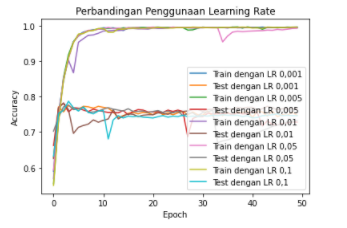 Perbandingan Penggunaan Learning Rate
1.0
0.9
0.8
0.7
0.6
Accuracy
Train dengan LR 0,001
Test dengan LR 0,001
Train dengan LR 0,005
Test dengan LR 0,005
Train dengan LR 0,01
Test dengan LR 0,01
Train dengan LR 0,05
Test dengan LR 0,05
Train dengan LR 0,1
Test dengan LR 0,1
0
10
20
30
40
50
Epoch